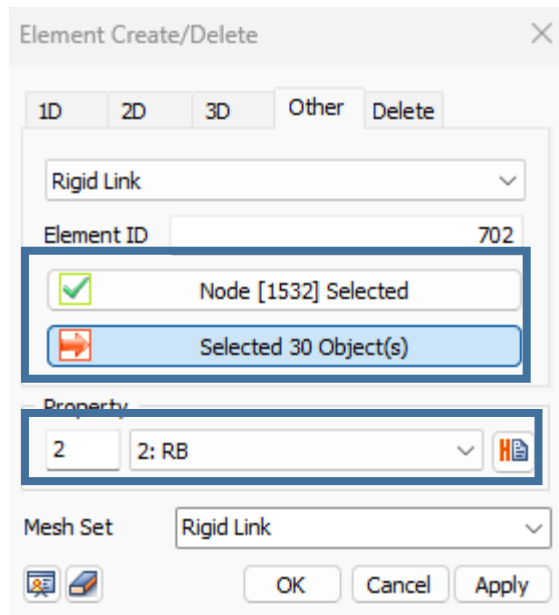 Element Create/Delete
1D 2D 3D Other Delete
Rigid Link
Element ID 702
Node [1532] Selected
Selected 30 Object(s)
Property
2 2: RB H
Mesh Set Rigid Link
OK Cancel Apply